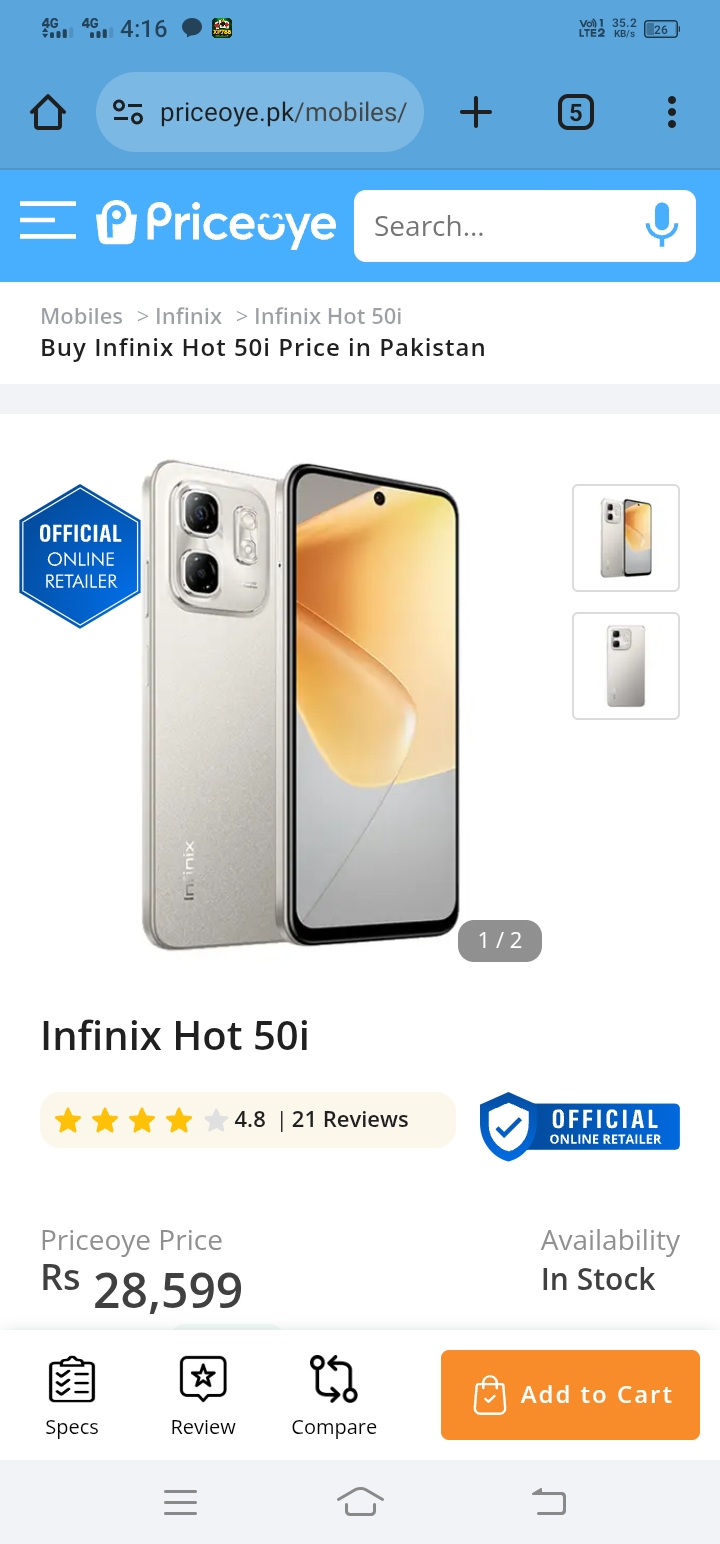 4G 4G 4:16 XP786 Vo) 1 LTE2 35.2 KB/s 26
priceoye.pk/mobiles/ 5
Priceoye Search...
Mobiles > Infinix > Infinix Hot 50i
Buy Infinix Hot 50i Price in Pakistan
OFFICIAL
ONLINE
RETAILER
Infinix
1 / 2
Infinix Hot 50i
4.8 | 21 Reviews
OFFICIAL
ONLINE RETAILER
Priceoye Price Availability
Rs 28,599 In Stock
Specs Review Compare Add to Cart